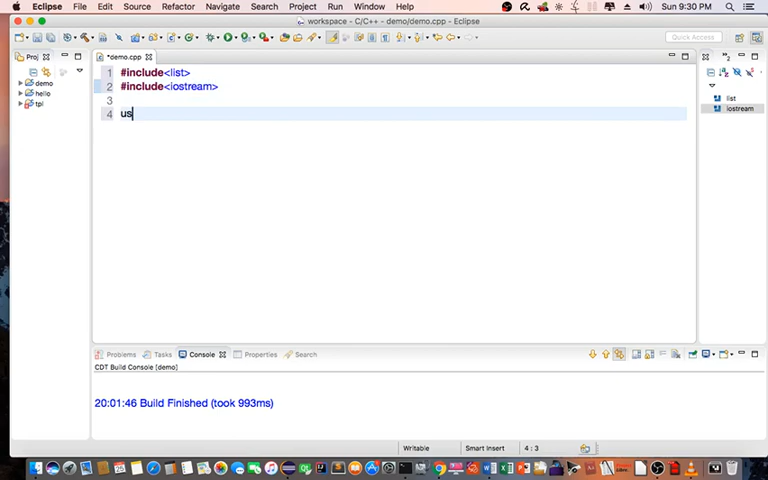 Eclipse File Edit Source Refactor Navigate Search Project Run Window Help Sun 9:30 PM
workspace - C/C++ - demo/demo.cpp - Eclipse
Quick Access
Proj
*demo.cpp
demo
hello
tpl
1 #include<list>
2 #include<iostream>
3
4 us
list
iostream
Problems Tasks Console Properties Search
CDT Build Console [demo]
20:01:46 Build Finished (took 993ms)
Writable Smart Insert 4 : 3